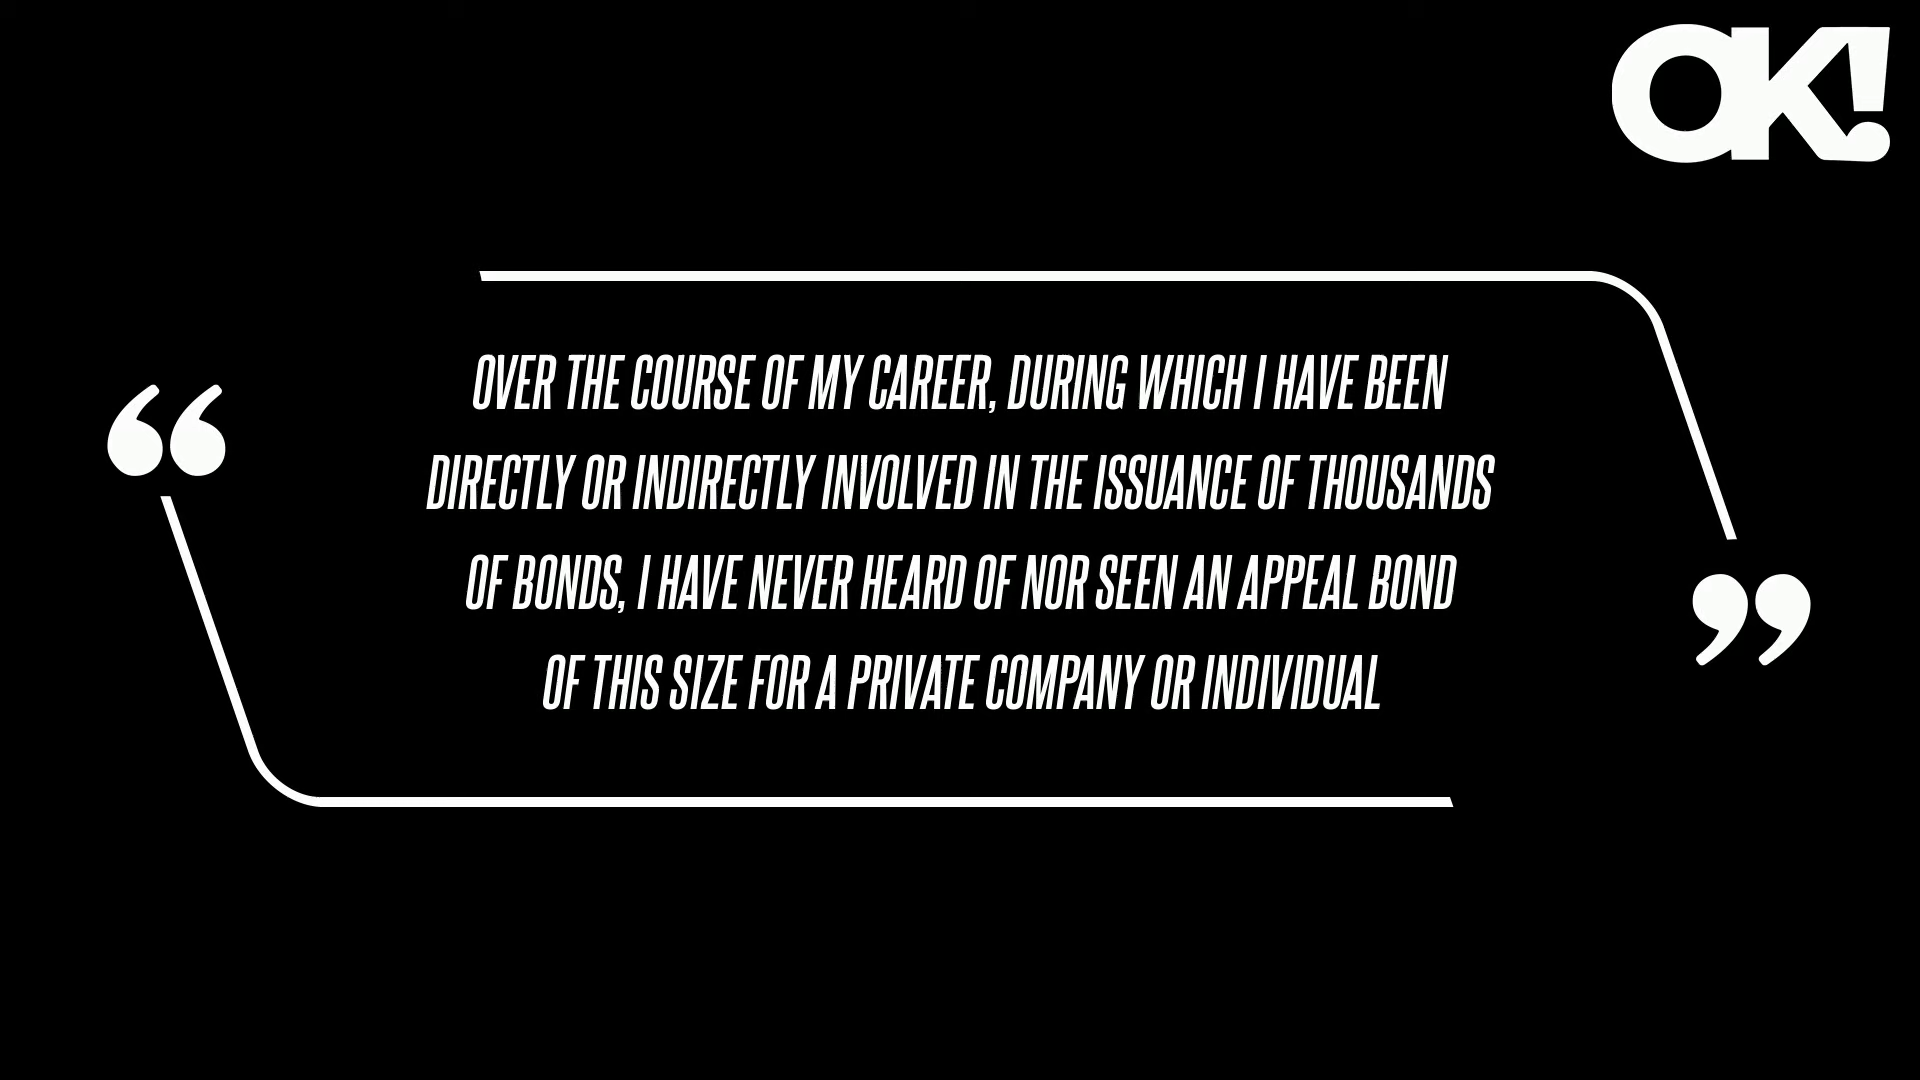 OK!
“
OVER THE COURSE OF MY CAREER, DURING WHICH I HAVE BEEN
DIRECTLY OR INDIRECTLY INVOLVED IN THE ISSUANCE OF THOUSANDS
OF BONDS, I HAVE NEVER HEARD OF NOR SEEN AN APPEAL BOND
OF THIS SIZE FOR A PRIVATE COMPANY OR INDIVIDUAL
”